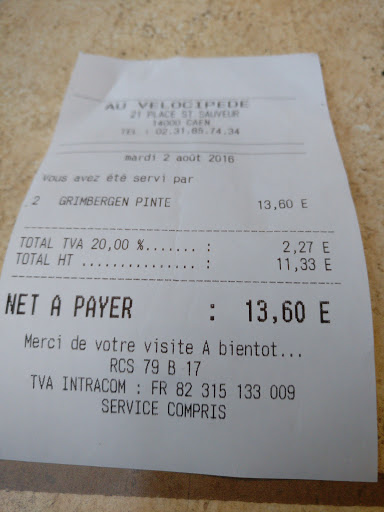 AU VELOCIPEDE
21 PLACE ST SAUVEUR
14000 CAEN
TEL : 02.31.85.74.34
mardi 2 août 2016
Vous avez été servi par
2 GRIMBERGEN PINTE 13,60 E
TOTAL TVA 20,00 %....... : 2,27 E
TOTAL HT ............... : 11,33 E
NET A PAYER : 13,60 E
Merci de votre visite A bientot...
RCS 79 B 17
TVA INTRACOM : FR 82 315 133 009
SERVICE COMPRIS